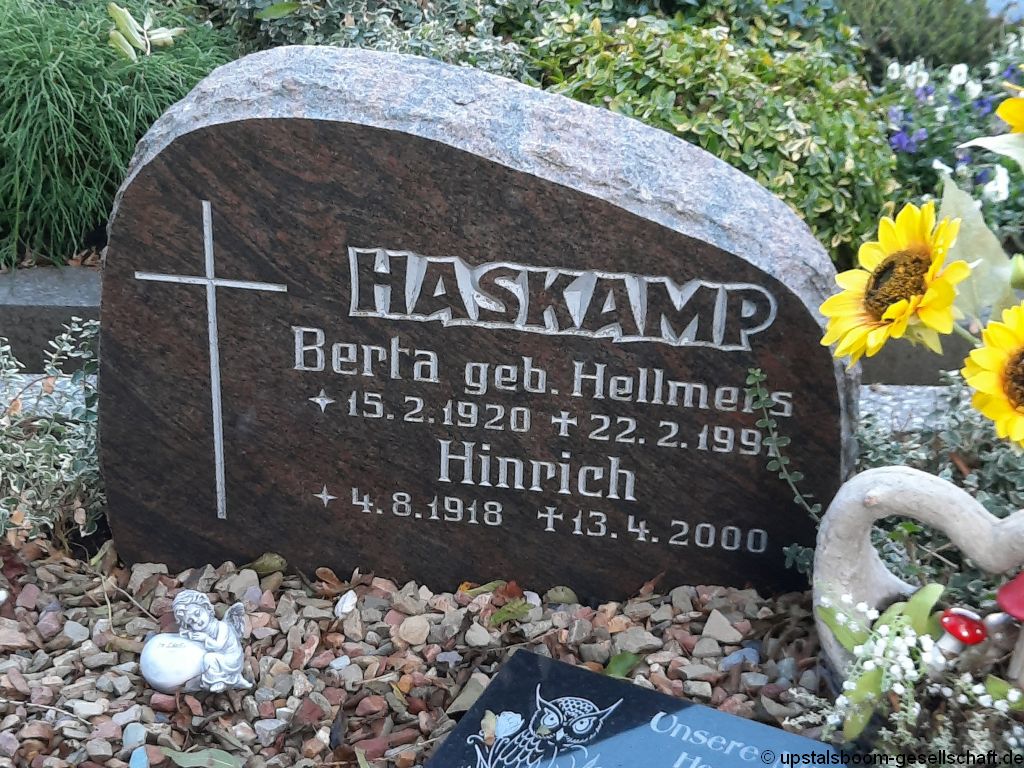 HASKAMP
Berta geb. Hellmers
15.2.1920 22.2.199
Hinrich
4.8.1918 13.4.2000
Unsere
© upstalsboom-gesellschaft.de